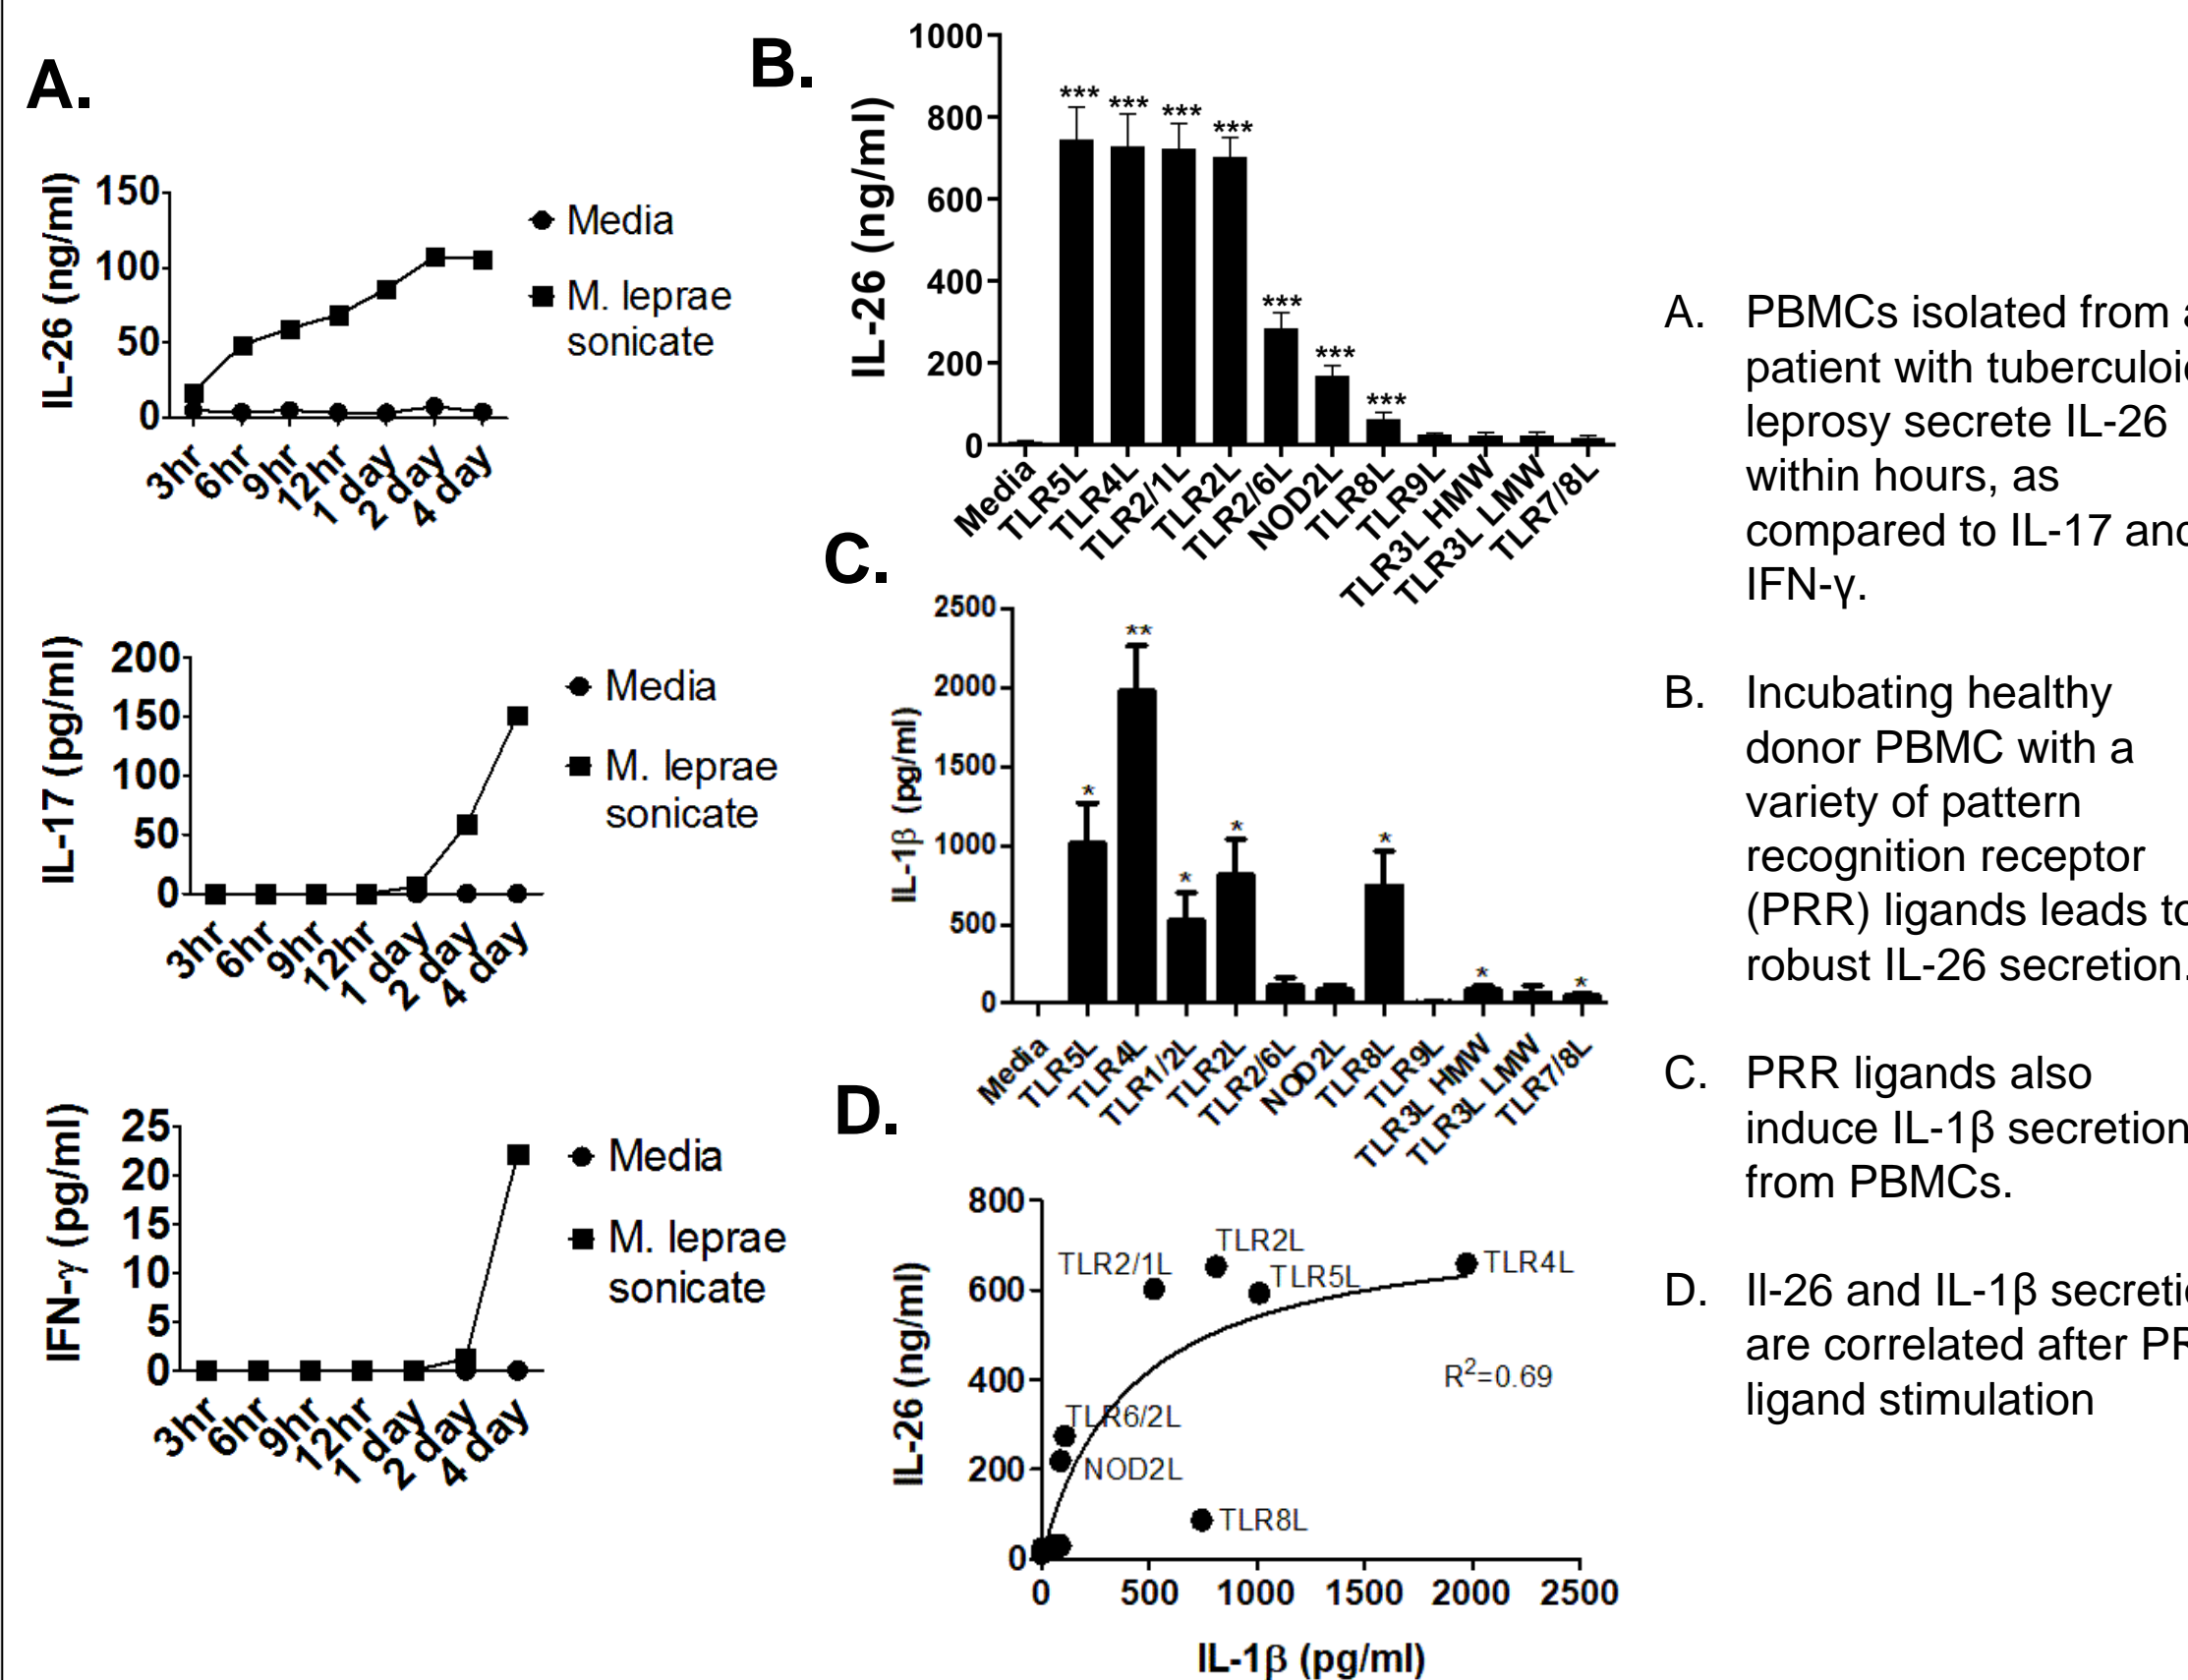 A.
IL-26 (ng/ml)
150
100
50
0
3hr
6hr
9hr
12hr
1 day
2 day
4 day
Media
M. leprae
sonicate
IL-17 (pg/ml)
200
150
100
50
0
3hr
6hr
9hr
12hr
1 day
2 day
4 day
Media
M. leprae
sonicate
IFN-γ (pg/ml)
25
20
15
10
5
0
3hr
6hr
9hr
12hr
1 day
2 day
4 day
Media
M. leprae
sonicate
B.
IL-26 (ng/ml)
1000
800
600
400
200
0
***
***
***
***
***
***
***
Media
TLR5L
TLR4L
TLR2/1L
TLR2L
TLR2/6L
NOD2L
TLR8L
TLR9L
TLR3L HMW
TLR3L LMW
TLR7/8L
C.
IL-1β (pg/ml)
2500
2000
1500
1000
500
0
*
**
*
*
*
*
*
Media
TLR5L
TLR4L
TLR1/2L
TLR2L
TLR2/6L
NOD2L
TLR8L
TLR9L
TLR3L HMW
TLR3L LMW
TLR7/8L
D.
IL-26 (ng/ml)
800
600
400
200
0
TLR2/1L
TLR2L
TLR5L
TLR4L
R²=0.69
TLR6/2L
NOD2L
TLR8L
0 500 1000 1500 2000 2500
IL-1β (pg/ml)
A. PBMCs isolated from
patient with
leprosy secrete IL-26
within hours, as
compared to IL-17
IFN-γ.
B. Incubating healthy
donor PBMC with a
variety of pattern
recognition receptor
(PRR) ligands leads
robust IL-26 secretion.
C. PRR ligands also
induce IL-1β secretion
from PBMCs.
D. Il-26 and IL-1β
are correlated after
ligand stimulation